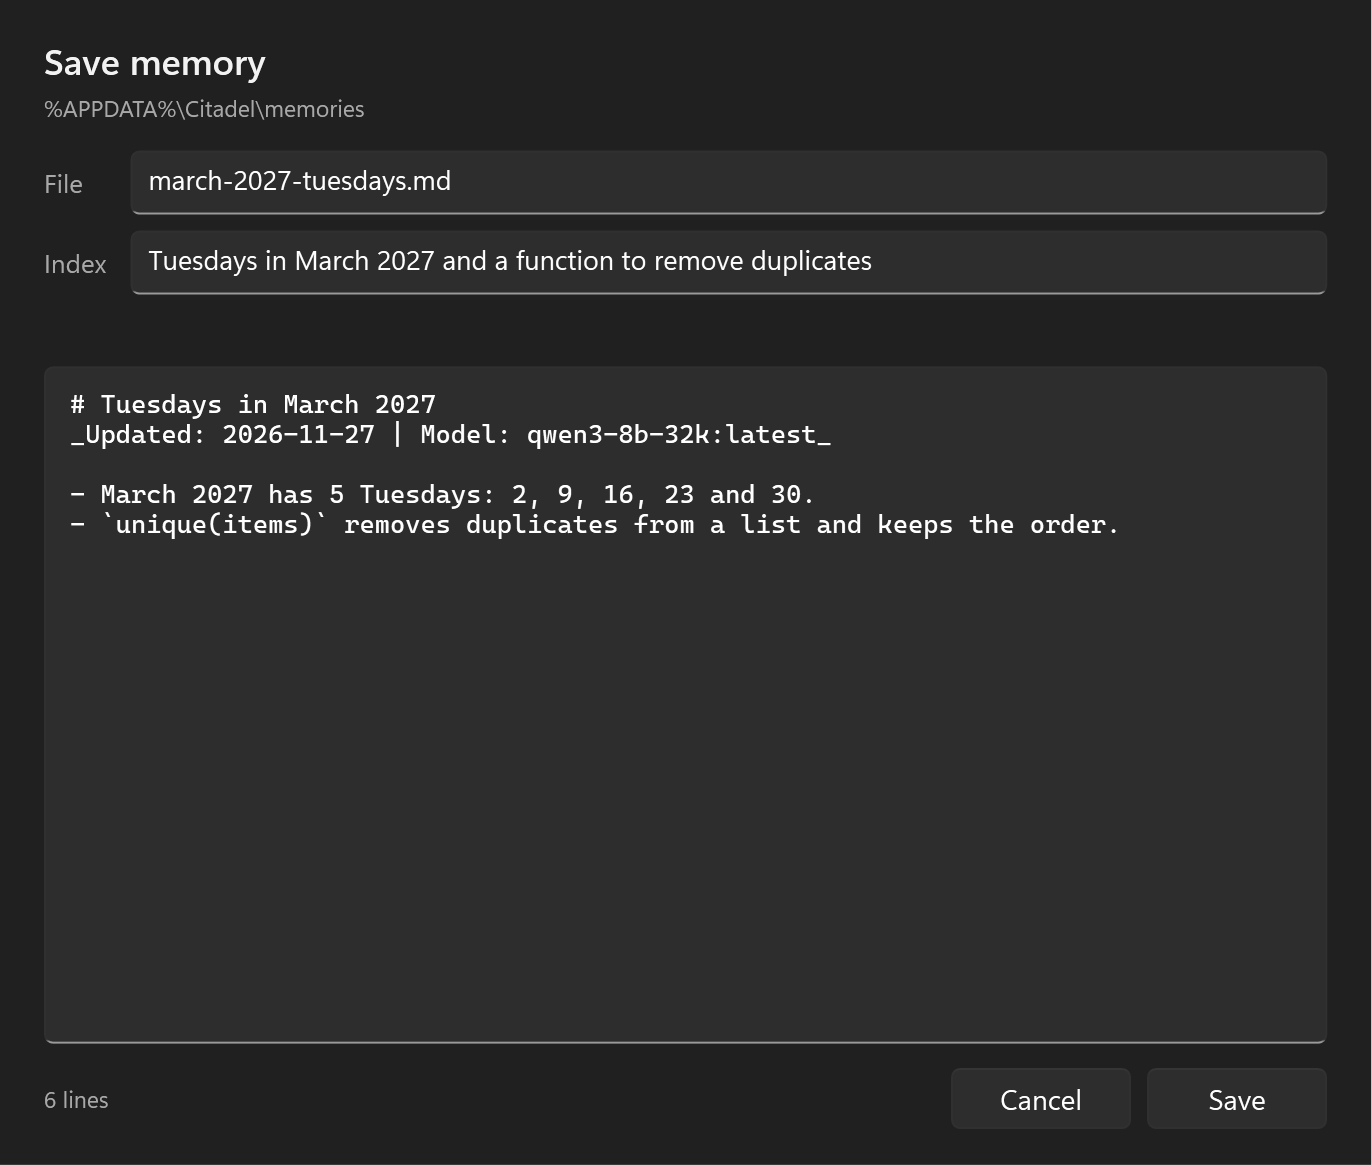 Save memory
%APPDATA%\Citadel\memories
File
march-2027-tuesdays.md
Index
Tuesdays in March 2027 and a function to remove duplicates
# Tuesdays in March 2027
_Updated: 2026-11-27 | Model: qwen3-8b-32k:latest_
- March 2027 has 5 Tuesdays: 2, 9, 16, 23 and 30.
- `unique(items)` removes duplicates from a list and keeps the order.
6 lines
Cancel
Save